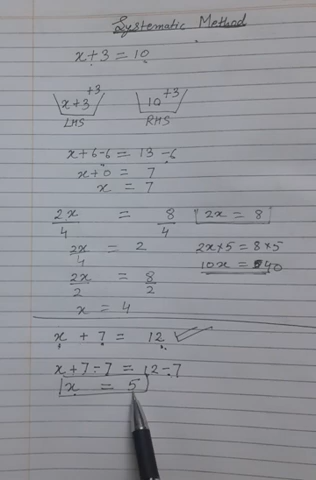 Systematic Method
x+3 = 10
x+3 +3 10 +3
LHS RHS
x+6-6 = 13-6
x+0 = 7
x = 7
2x/4 = 8/4 [2x = 8]
2x/4 = 2 2x×5 = 8×5
2x/2 = 8/2 10x = 40
x = 4
x + 7 = 12 ✓
x+7-7 = 12-7
x = 5